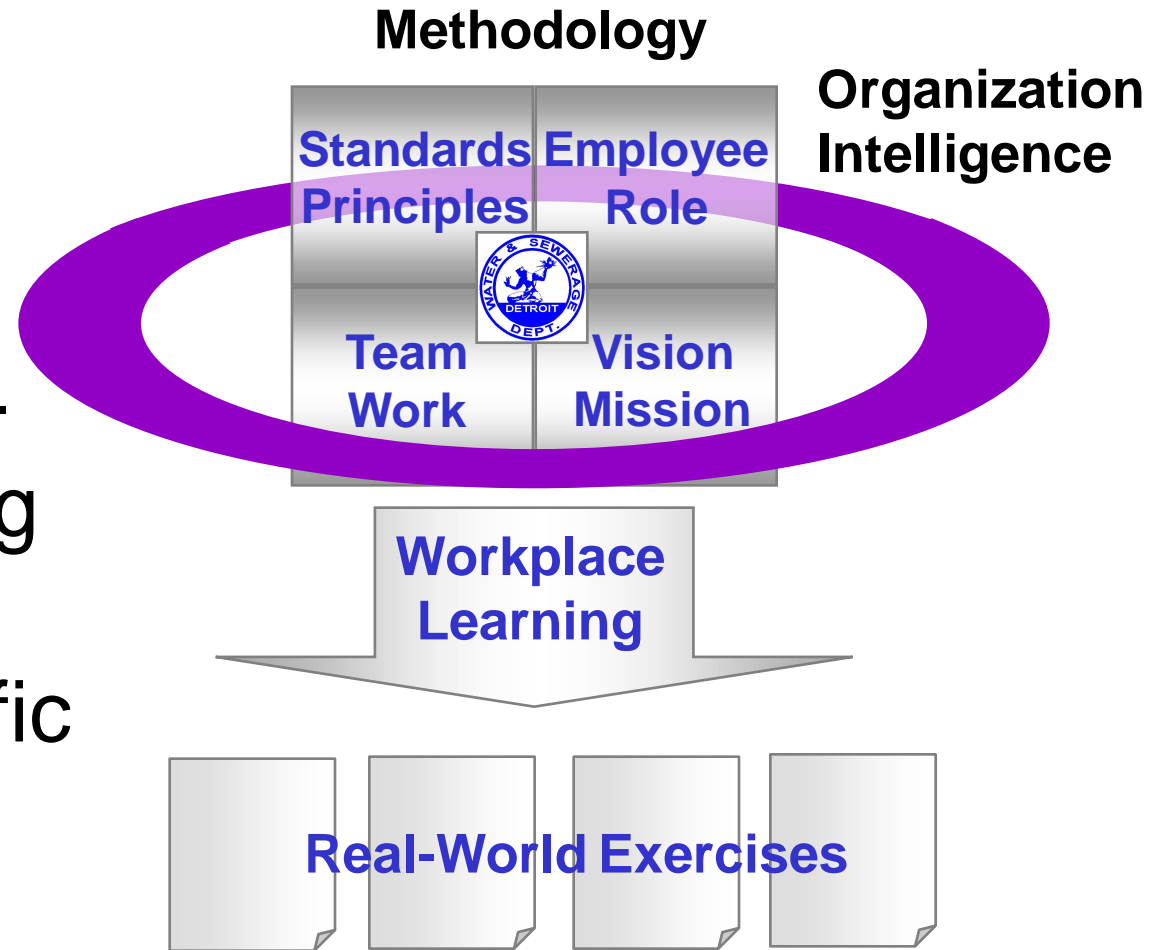 Methodology
Organization
Intelligence
Standards
Principles
Employee
Role
WATER & SEWERAGE
DETROIT
DEPT.
Team
Work
Vision
Mission
Workplace
Learning
Real-World Exercises